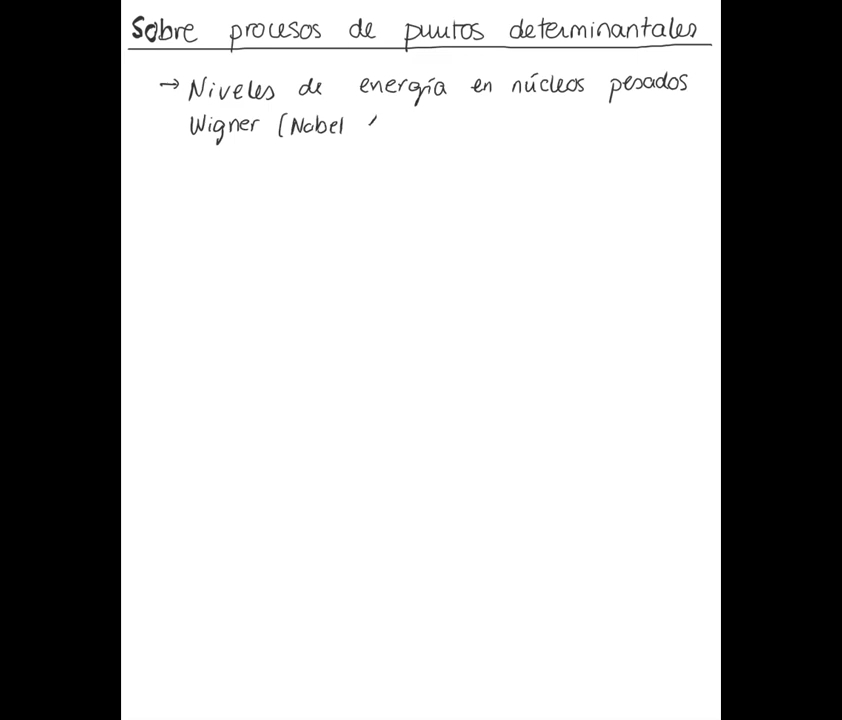 Sobre procesos de puntos determinantales
→ Niveles de energía en núcleos pesados
Wigner (Nobel '